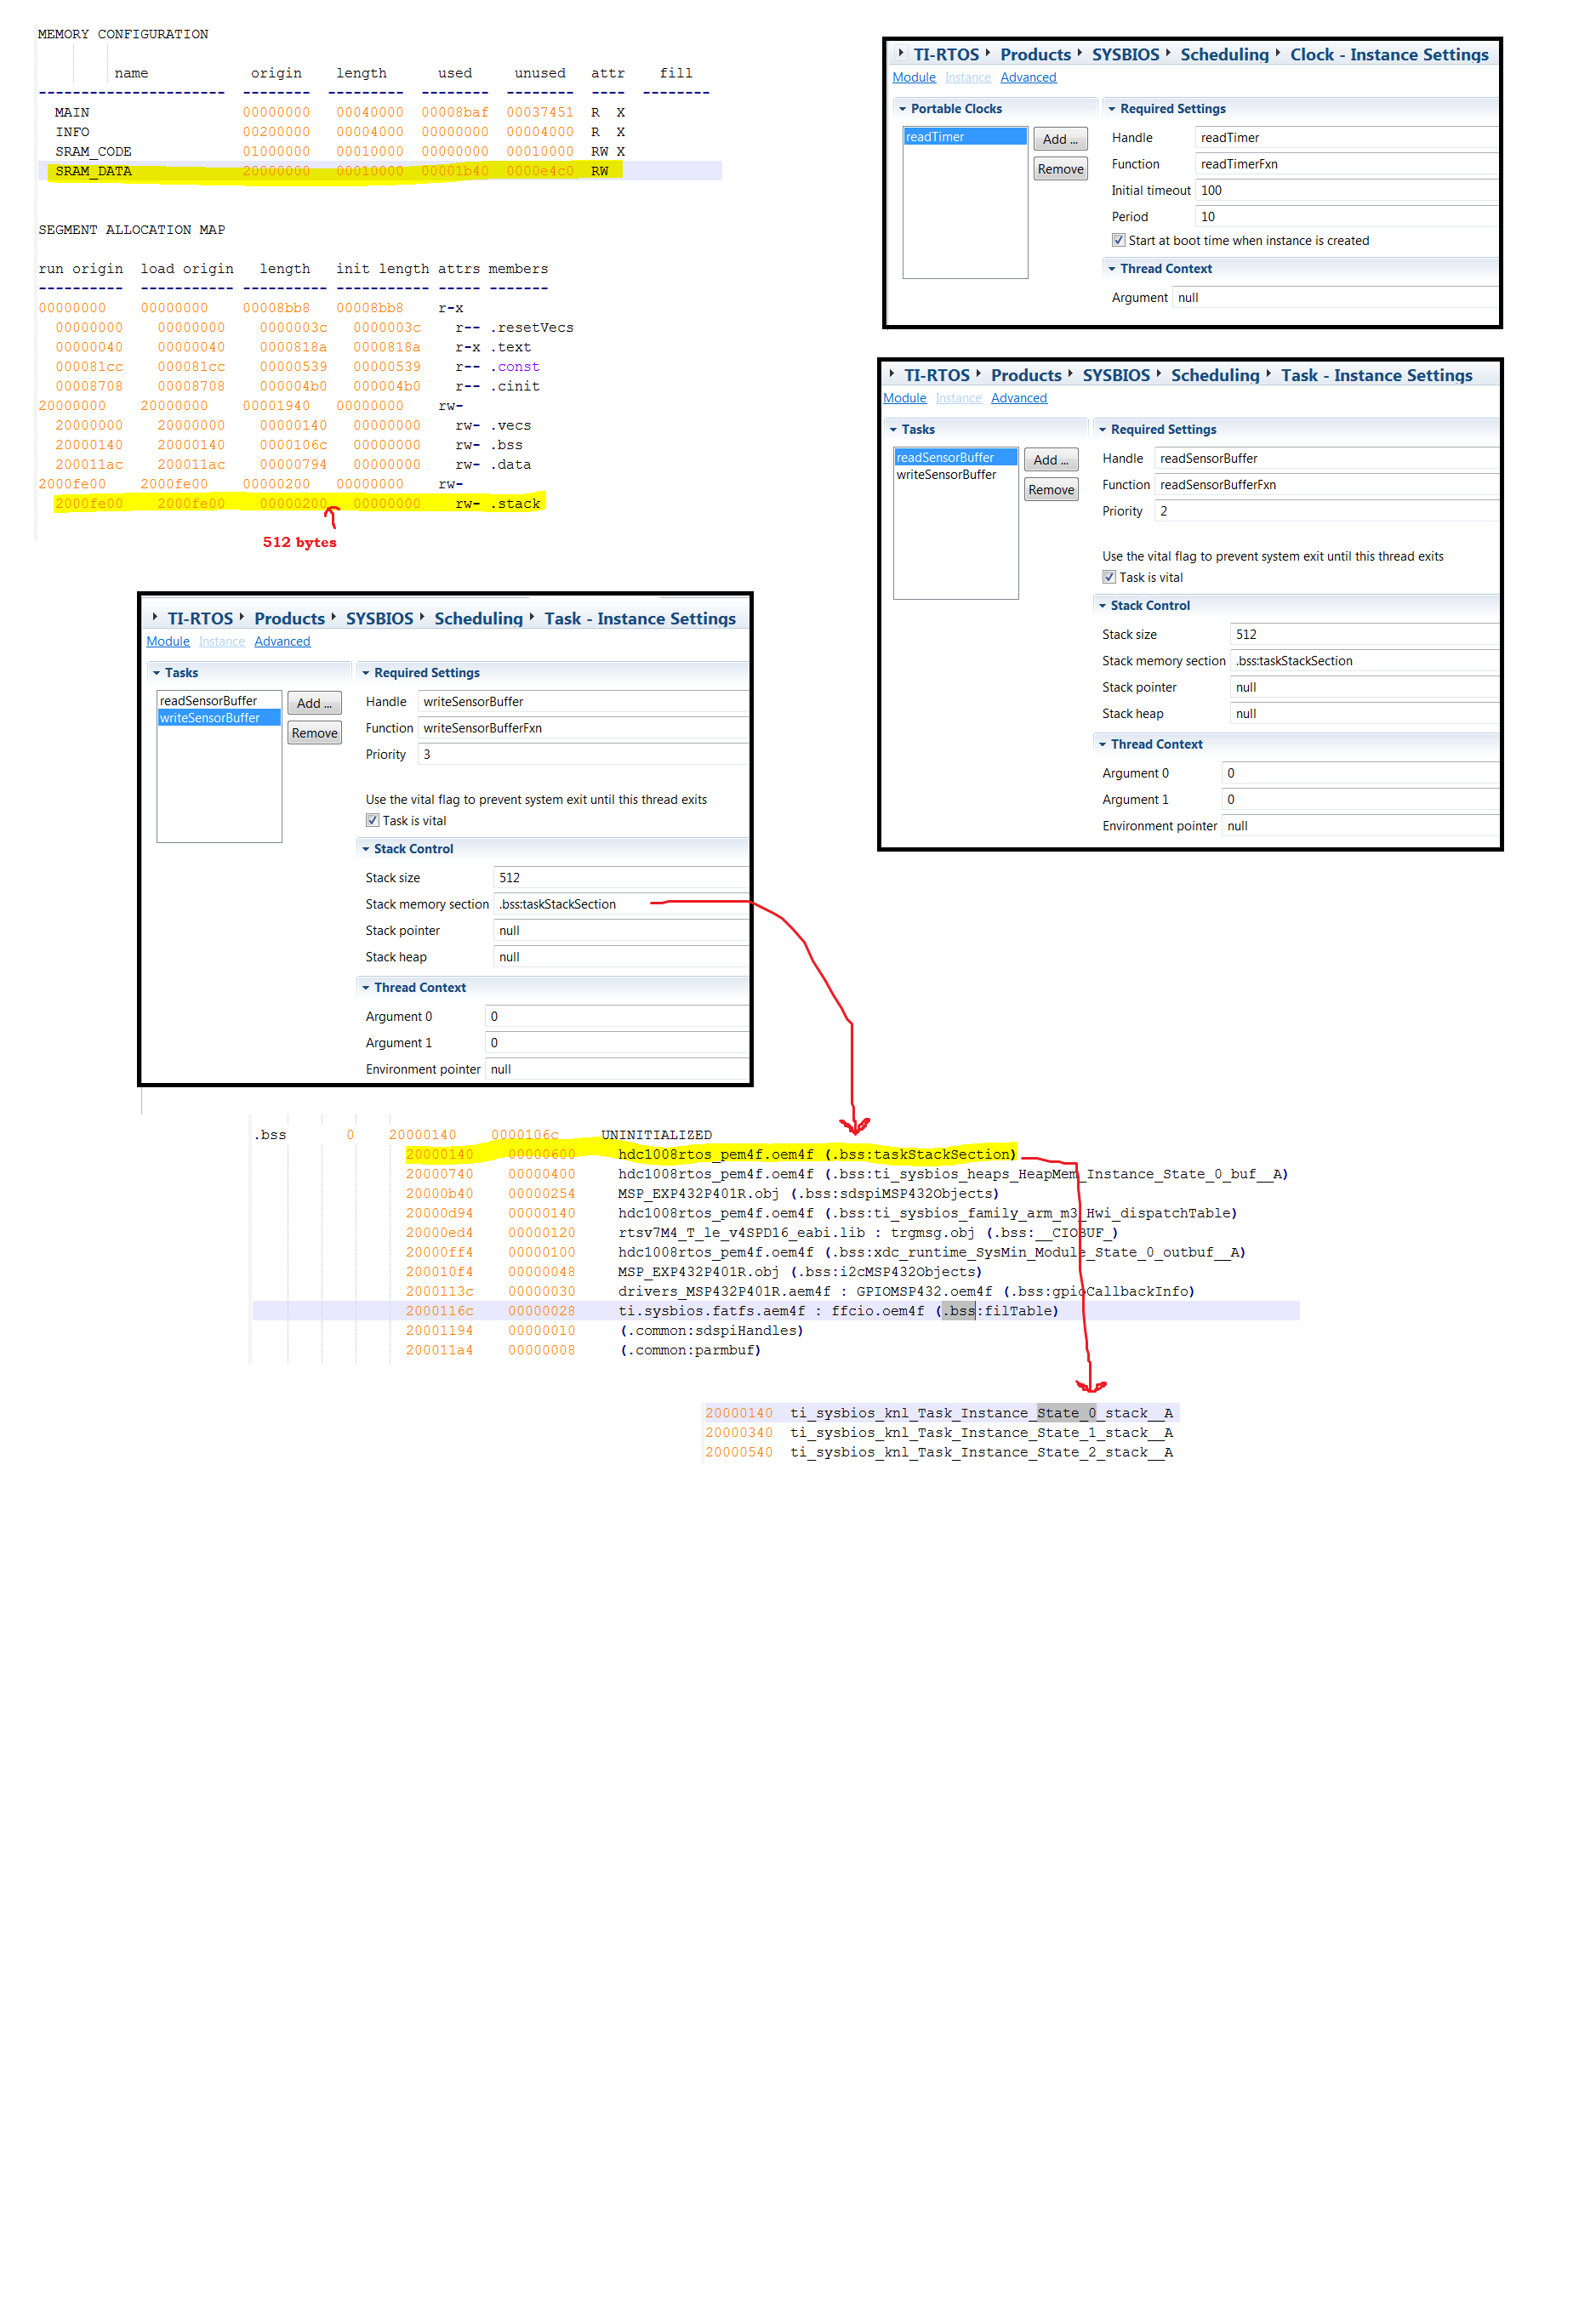 MEMORY CONFIGURATION
name origin length used unused attr fill
---------------------- -------- --------- -------- -------- ---- --------
MAIN 00000000 00040000 00008baf 00037451 R X
INFO 00200000 00004000 00000000 00004000 R X
SRAM_CODE 01000000 00010000 00000000 00010000 RW X
SRAM_DATA 20000000 00010000 00001b40 0000e4c0 RW
SEGMENT ALLOCATION MAP
run origin load origin length init length attrs members
---------- ----------- ---------- ----------- ----- -------
00000000 00000000 00008bb8 00008bb8 r-x
00000000 00000000 0000003c 0000003c r-- .resetVecs
00000040 00000040 0000818a 0000818a r-x .text
000081cc 000081cc 00000539 00000539 r-- .const
00008708 00008708 000004b0 000004b0 r-- .cinit
20000000 20000000 00001940 00000000 rw-
20000000 20000000 00000140 00000000 rw- .vecs
20000140 20000140 0000106c 00000000 rw- .bss
200011ac 200011ac 00000794 00000000 rw- .data
2000fe00 2000fe00 00000200 00000000 rw-
2000fe00 2000fe00 00000200 00000000 rw- .stack
512 bytes
TI-RTOS Products SYSBIOS Scheduling Clock - Instance Settings
Module Instance Advanced
Portable Clocks
readTimer
Add ...
Remove
Required Settings
Handle readTimer
Function readTimerFxn
Initial timeout 100
Period 10
Start at boot time when instance is created
Thread Context
Argument null
TI-RTOS Products SYSBIOS Scheduling Task - Instance Settings
Module Instance Advanced
Tasks
readSensorBuffer
writeSensorBuffer
Add ...
Remove
Required Settings
Handle readSensorBuffer
Function readSensorBufferFxn
Priority 2
Use the vital flag to prevent system exit until this thread exits
Task is vital
Stack Control
Stack size 512
Stack memory section .bss:taskStackSection
Stack pointer null
Stack heap null
Thread Context
Argument 0 0
Argument 1 0
Environment pointer null
TI-RTOS Products SYSBIOS Scheduling Task - Instance Settings
Module Instance Advanced
Tasks
readSensorBuffer
writeSensorBuffer
Add ...
Remove
Required Settings
Handle writeSensorBuffer
Function writeSensorBufferFxn
Priority 3
Use the vital flag to prevent system exit until this thread exits
Task is vital
Stack Control
Stack size 512
Stack memory section .bss:taskStackSection
Stack pointer null
Stack heap null
Thread Context
Argument 0 0
Argument 1 0
Environment pointer null
.bss 0 20000140 0000106c UNINITIALIZED
20000140 00000600 hdc1008rtos_pem4f.oem4f (.bss:taskStackSection)
20000740 00000400 hdc1008rtos_pem4f.oem4f (.bss:ti_sysbios_heaps_HeapMem_Instance_State_0_buf__A)
20000b40 00000254 MSP_EXP432P401R.obj (.bss:sdspiMSP432Objects)
20000d94 00000140 hdc1008rtos_pem4f.oem4f (.bss:ti_sysbios_family_arm_m3_Hwi_dispatchTable)
20000ed4 00000120 rtsv7M4_T_le_v4SPD16_eabi.lib : trgmsg.obj (.bss:__CIOBUF_)
20000ff4 00000100 hdc1008rtos_pem4f.oem4f (.bss:xdc_runtime_SysMin_Module_State_0_outbuf__A)
200010f4 00000048 MSP_EXP432P401R.obj (.bss:i2cMSP432Objects)
2000113c 00000030 drivers_MSP432P401R.aem4f : GPIOMSP432.oem4f (.bss:gpioCallbackInfo)
2000116c 00000028 ti.sysbios.fatfs.aem4f : ffcio.oem4f (.bss:filTable)
20001194 00000010 (.common:sdspiHandles)
200011a4 00000008 (.common:parmbuf)
20000140 ti_sysbios_knl_Task_Instance_State_0_stack__A
20000340 ti_sysbios_knl_Task_Instance_State_1_stack__A
20000540 ti_sysbios_knl_Task_Instance_State_2_stack__A